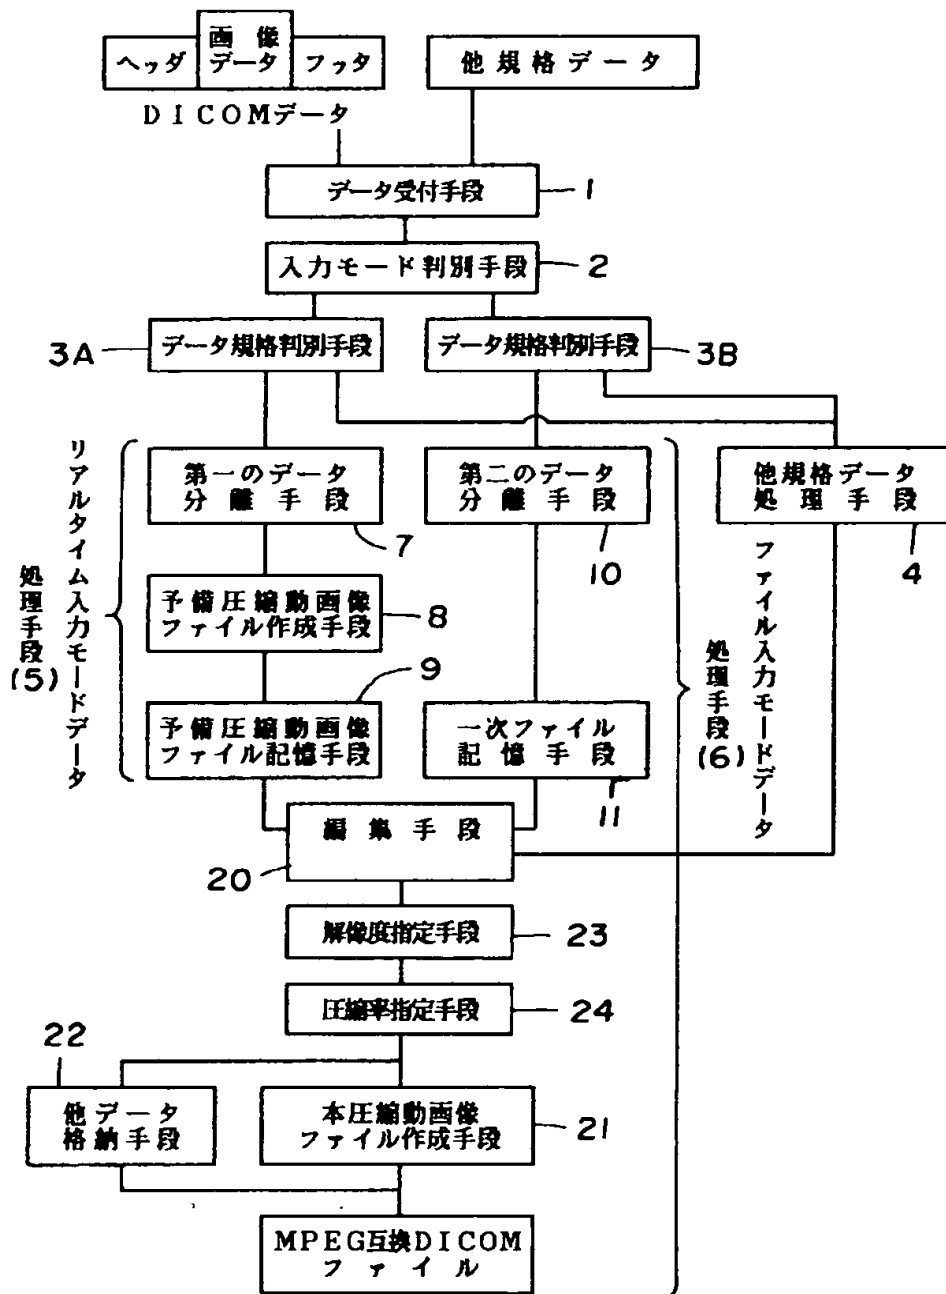 画像
データ
ヘッダ
フッタ
他規格データ
DICOMデータ
データ受付手段
1
入力モード判別手段
2
3A
データ規格判別手段
データ規格判別手段
3B
リアルタイム入力モードデータ
処理手段
(5)
第一のデータ
分離手段
7
第二のデータ
分離手段
10
他規格データ
処理手段
4
予備圧縮動画像
ファイル作成手段
8
9
予備圧縮動画像
ファイル記憶手段
一次ファイル
記憶手段
11
ファイル入力モードデータ
処理手段
(6)
編集手段
20
解像度指定手段
23
圧縮率指定手段
24
22
他データ
格納手段
本圧縮動画像
ファイル作成手段
21
MPEG互換DICOM
ファイル